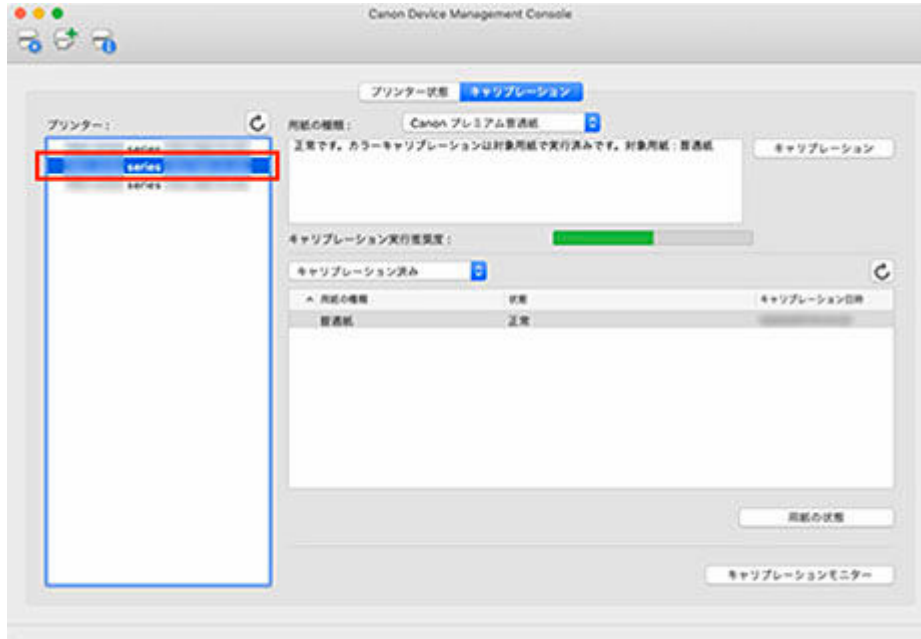 Canon Device Management Console
プリンター状態 キャリブレーション
プリンター：
series
series
series
用紙の種類： Canon プレミアム普通紙
正常です。カラーキャリブレーションは対象用紙で実行済みです。対象用紙：普通紙
キャリブレーション
キャリブレーション実行推奨度：
キャリブレーション済み
用紙の種類 状態 キャリブレーション日時
普通紙 正常
用紙の状態
キャリブレーションモニター